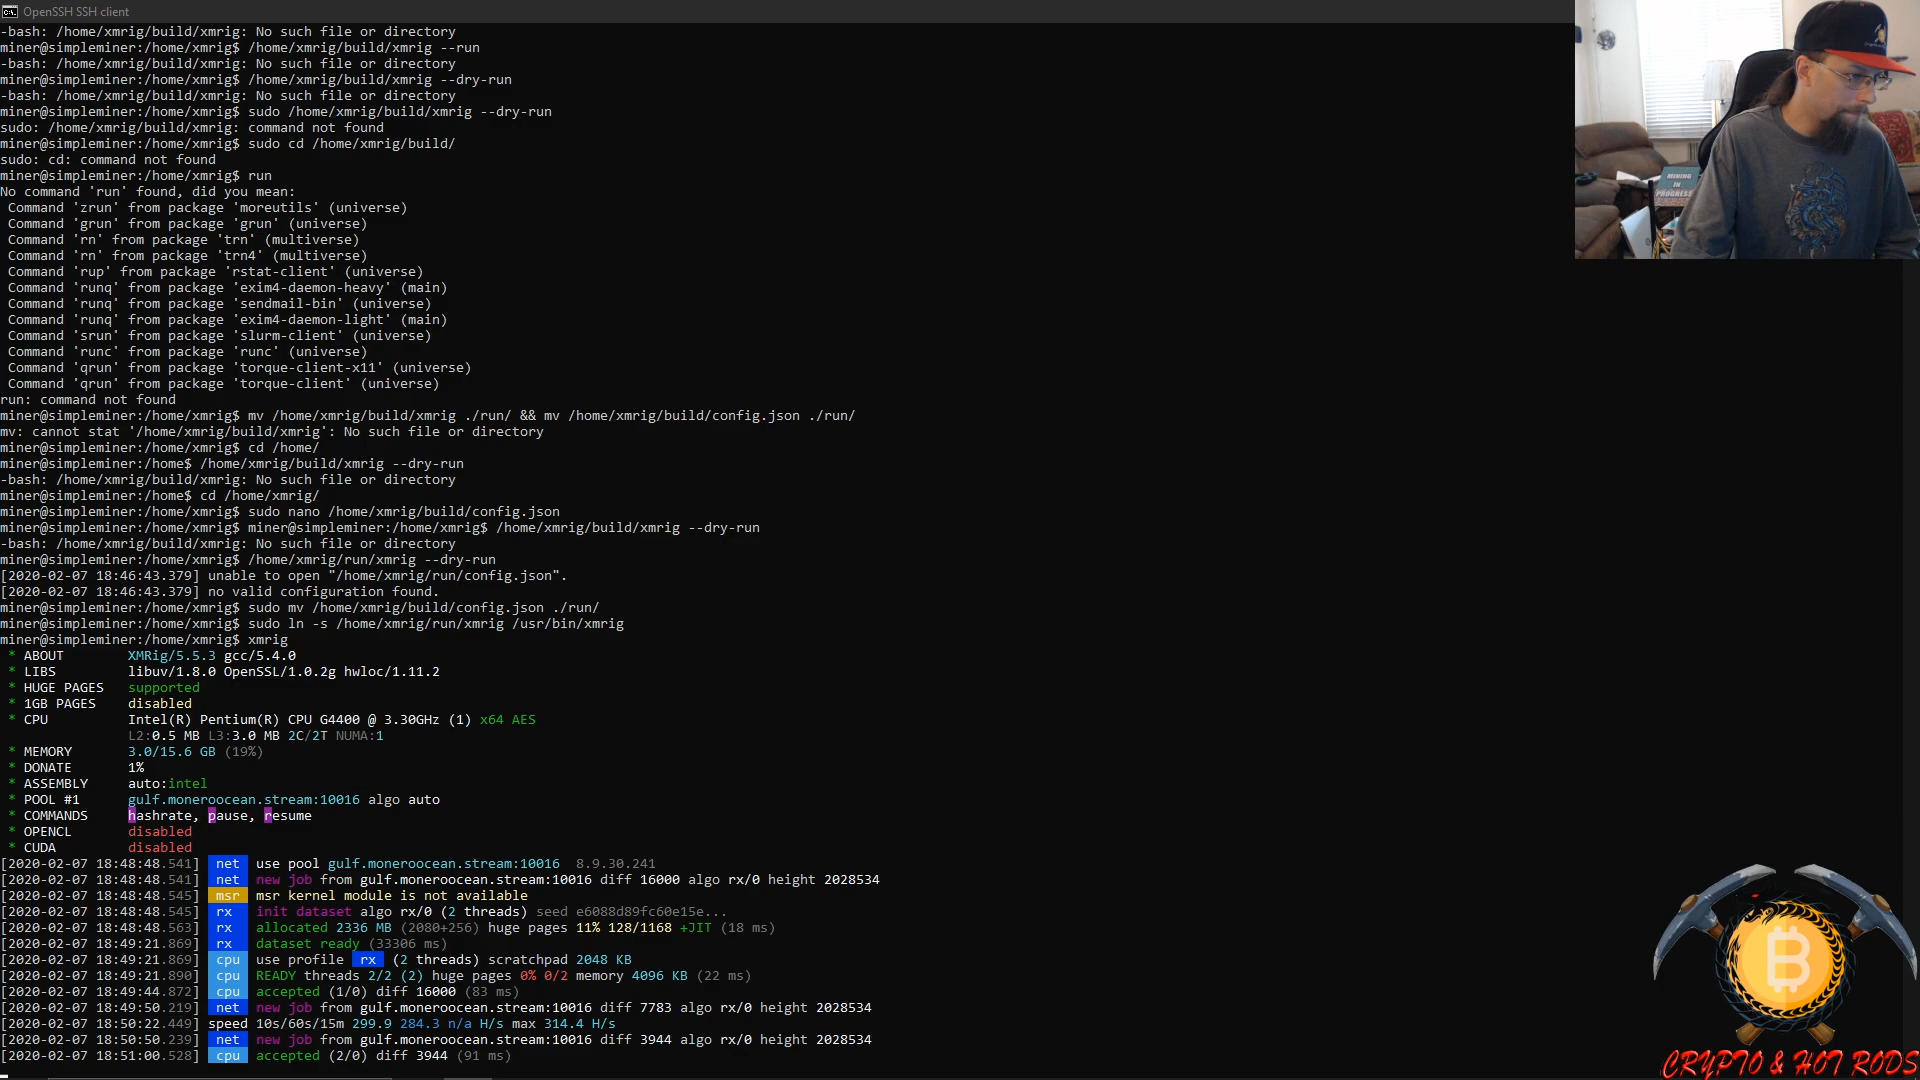 OpenSSH SSH client
-bash: /home/xmrig/build/xmrig: No such file or directory
miner@simpleminer:/home/xmrig$ /home/xmrig/build/xmrig --run
-bash: /home/xmrig/build/xmrig: No such file or directory
miner@simpleminer:/home/xmrig$ /home/xmrig/build/xmrig --dry-run
-bash: /home/xmrig/build/xmrig: No such file or directory
miner@simpleminer:/home/xmrig$ sudo /home/xmrig/build/xmrig --dry-run
sudo: /home/xmrig/build/xmrig: command not found
miner@simpleminer:/home/xmrig$ sudo cd /home/xmrig/build/
sudo: cd: command not found
miner@simpleminer:/home/xmrig$ run
No command 'run' found, did you mean:
 Command 'zrun' from package 'moreutils' (universe)
 Command 'grun' from package 'grun' (universe)
 Command 'rn' from package 'trn' (multiverse)
 Command 'rn' from package 'trn4' (multiverse)
 Command 'rup' from package 'rstat-client' (universe)
 Command 'runq' from package 'exim4-daemon-heavy' (main)
 Command 'runq' from package 'sendmail-bin' (universe)
 Command 'runq' from package 'exim4-daemon-light' (main)
 Command 'srun' from package 'slurm-client' (universe)
 Command 'runc' from package 'runc' (universe)
 Command 'qrun' from package 'torque-client-x11' (universe)
 Command 'qrun' from package 'torque-client' (universe)
run: command not found
miner@simpleminer:/home/xmrig$ mv /home/xmrig/build/xmrig ./run/ && mv /home/xmrig/build/config.json ./run/
mv: cannot stat '/home/xmrig/build/xmrig': No such file or directory
miner@simpleminer:/home/xmrig$ cd /home/
miner@simpleminer:/home$ /home/xmrig/build/xmrig --dry-run
-bash: /home/xmrig/build/xmrig: No such file or directory
miner@simpleminer:/home$ cd /home/xmrig/
miner@simpleminer:/home/xmrig$ sudo nano /home/xmrig/build/config.json
miner@simpleminer:/home/xmrig$ miner@simpleminer:/home/xmrig$ /home/xmrig/build/xmrig --dry-run
-bash: /home/xmrig/build/xmrig: No such file or directory
miner@simpleminer:/home/xmrig$ /home/xmrig/run/xmrig --dry-run
[2020-02-07 18:46:43.379] unable to open "/home/xmrig/run/config.json".
[2020-02-07 18:46:43.379] no valid configuration found.
miner@simpleminer:/home/xmrig$ sudo mv /home/xmrig/build/config.json ./run/
miner@simpleminer:/home/xmrig$ sudo ln -s /home/xmrig/run/xmrig /usr/bin/xmrig
miner@simpleminer:/home/xmrig$ xmrig
 * ABOUT XMRig/5.5.3 gcc/5.4.0
 * LIBS libuv/1.8.0 OpenSSL/1.0.2g hwloc/1.11.2
 * HUGE PAGES supported
 * 1GB PAGES disabled
 * CPU Intel(R) Pentium(R) CPU G4400 @ 3.30GHz (1) x64 AES
 L2:0.5 MB L3:3.0 MB 2C/2T NUMA:1
 * MEMORY 3.0/15.6 GB (19%)
 * DONATE 1%
 * ASSEMBLY auto:intel
 * POOL #1 gulf.moneroocean.stream:10016 algo auto
 * COMMANDS hashrate, pause, resume
 * OPENCL disabled
 * CUDA disabled
[2020-02-07 18:48:48.541] net use pool gulf.moneroocean.stream:10016 8.9.30.241
[2020-02-07 18:48:48.541] net new job from gulf.moneroocean.stream:10016 diff 16000 algo rx/0 height 2028534
[2020-02-07 18:48:48.545] msr msr kernel module is not available
[2020-02-07 18:48:48.545] rx init dataset algo rx/0 (2 threads) seed e6088d89fc60e15e...
[2020-02-07 18:48:48.563] rx allocated 2336 MB (2080+256) huge pages 11% 128/1168 +JIT (18 ms)
[2020-02-07 18:49:21.869] rx dataset ready (33306 ms)
[2020-02-07 18:49:21.869] cpu use profile rx (2 threads) scratchpad 2048 KB
[2020-02-07 18:49:21.890] cpu READY threads 2/2 (2) huge pages 0% 0/2 memory 4096 KB (22 ms)
[2020-02-07 18:49:44.872] cpu accepted (1/0) diff 16000 (83 ms)
[2020-02-07 18:49:50.219] net new job from gulf.moneroocean.stream:10016 diff 7783 algo rx/0 height 2028534
[2020-02-07 18:50:22.449] speed 10s/60s/15m 299.9 284.3 n/a H/s max 314.4 H/s
[2020-02-07 18:50:50.239] net new job from gulf.moneroocean.stream:10016 diff 3944 algo rx/0 height 2028534
[2020-02-07 18:51:00.528] cpu accepted (2/0) diff 3944 (91 ms)
MINING
IN
PROGRESS
CRYPTO & HOT RODS